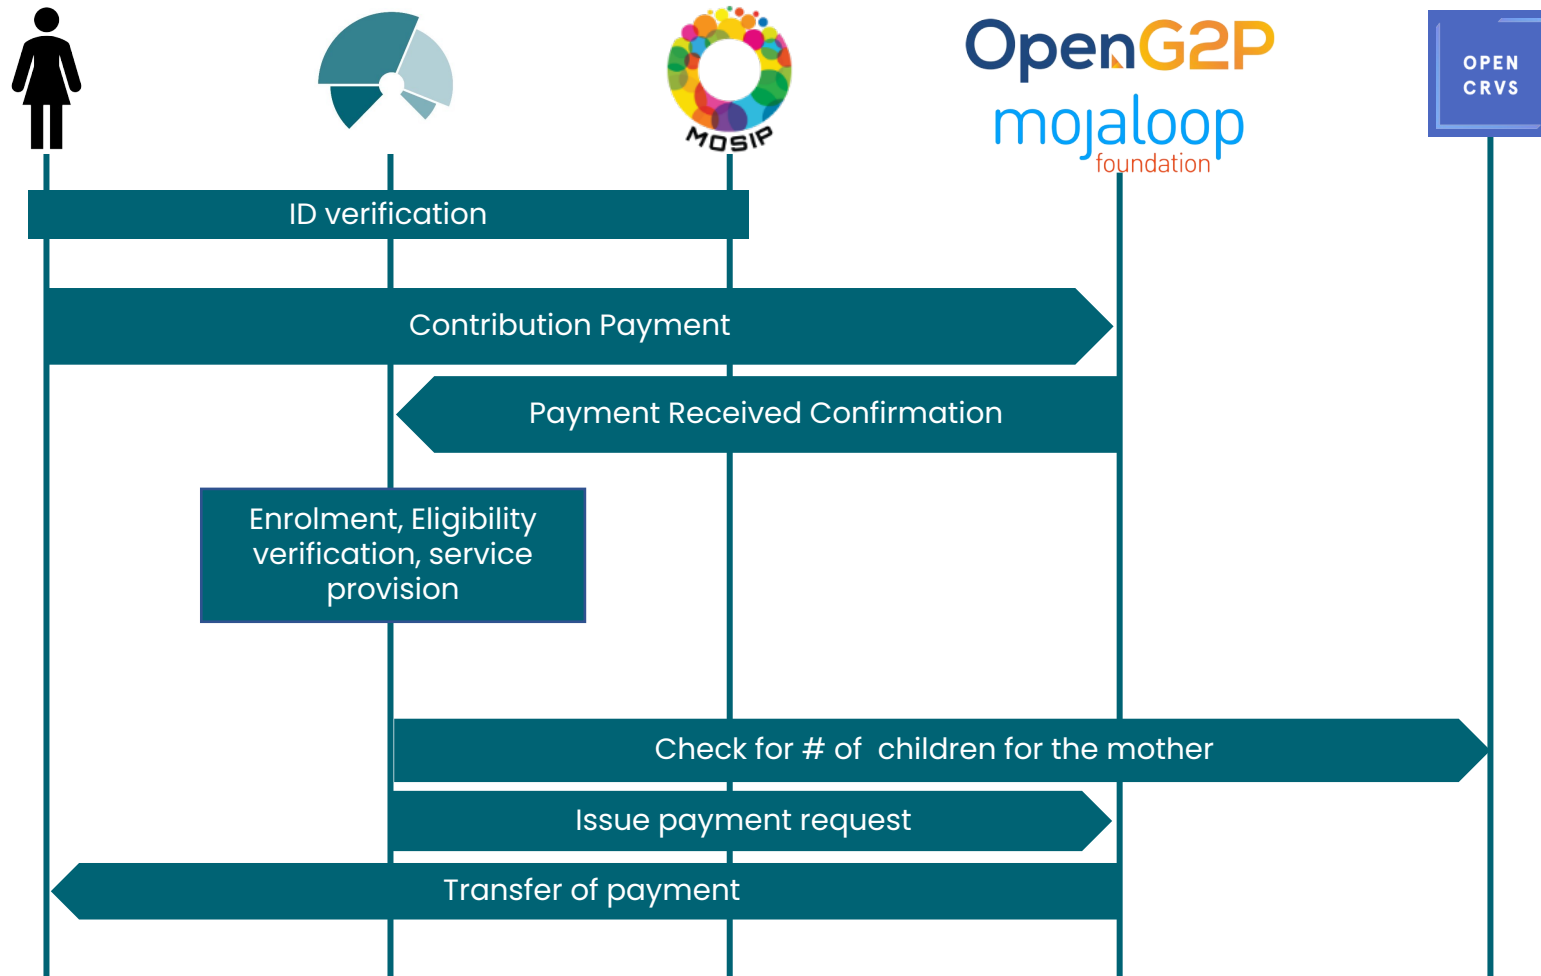 MOSIP
OpenG2P
mojaloop
foundation
OPEN
CRVS
ID verification
Contribution Payment
Payment Received Confirmation
Enrolment, Eligibility
verification, service
provision
Check for # of  children for the mother
Issue payment request
Transfer of payment